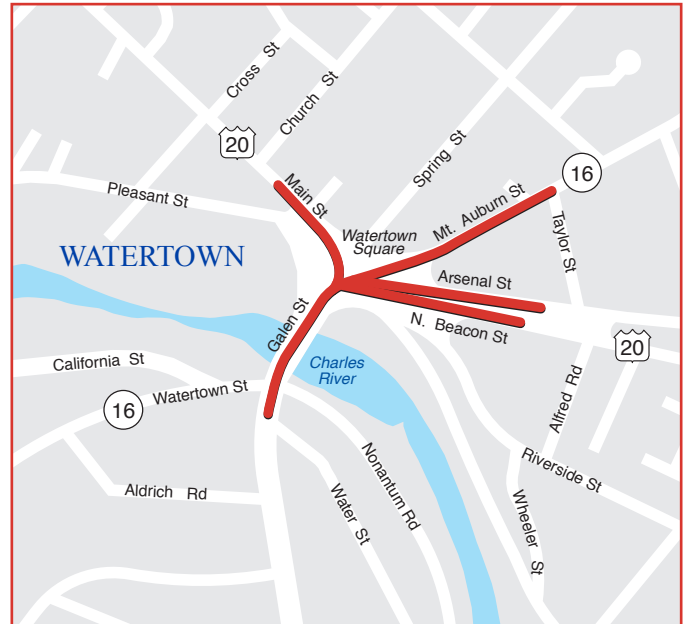 Cross St
Church St
20
Spring St
16
Main St
Mt. Auburn St
Pleasant St
Taylor St
Watertown
Square
WATERTOWN
Arsenal St
Galen St
N. Beacon St
20
California St
Charles
River
16
Watertown St
Alfred Rd
Riverside St
Aldrich Rd
Nonantum Rd
Water St
Wheeler St